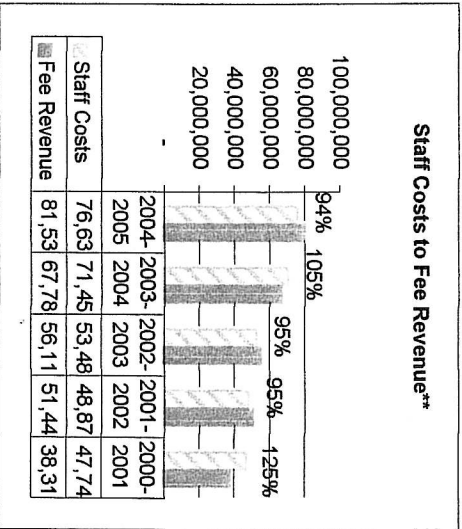 Staff Costs to Fee Revenue**
100,000,000
80,000,000
60,000,000
40,000,000
20,000,000
-
94%
105%
95%
95%
125%
2004-2005 2003-2004 2002-2003 2001-2002 2000-2001
Staff Costs 76,63 71,45 53,48 48,87 47,74
Fee Revenue 81,53 67,78 56,11 51,44 38,31